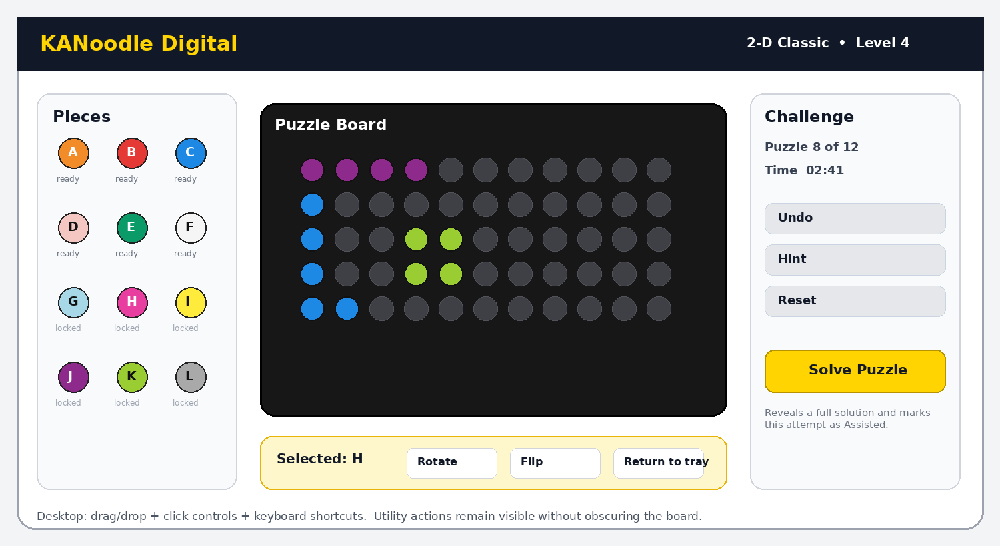 KANoodle Digital
2-D Classic • Level 4
Pieces
A B C
ready ready ready
D E F
ready ready ready
G H I
locked locked locked
J K L
locked locked locked
Puzzle Board
Selected: H
Rotate
Flip
Return to tray
Challenge
Puzzle 8 of 12
Time 02:41
Undo
Hint
Reset
Solve Puzzle
Reveals a full solution and marks
this attempt as Assisted.
Desktop: drag/drop + click controls + keyboard shortcuts. Utility actions remain visible without obscuring the board.